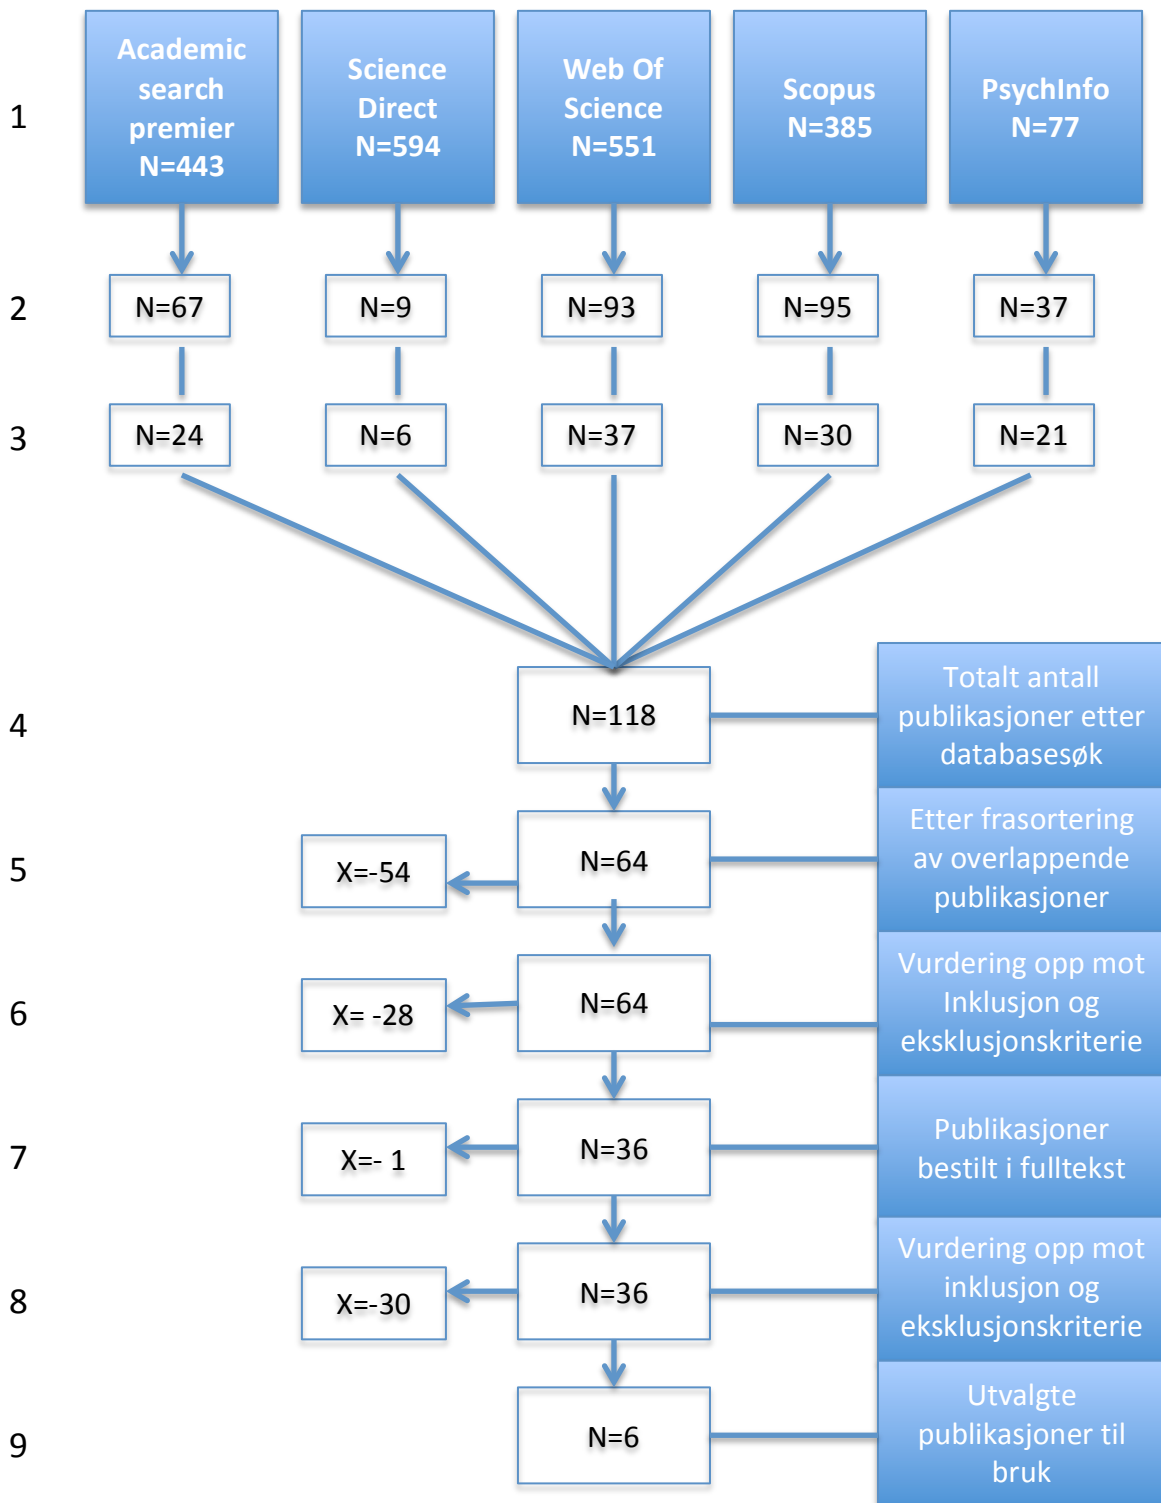 1
Academic
search
premier
N=443
Science
Direct
N=594
Web Of
Science
N=551
Scopus
N=385
PsychInfo
N=77
2
N=67
N=9
N=93
N=95
N=37
3
N=24
N=6
N=37
N=30
N=21
4
N=118
Totalt antall
publikasjoner etter
databasesøk
5
X=-54
N=64
Etter frasortering
av overlappende
publikasjoner
6
X= -28
N=64
Vurdering opp mot
Inklusjon og
eksklusjonskriterie
7
X=- 1
N=36
Publikasjoner
bestilt i fulltekst
8
X=-30
N=36
Vurdering opp mot
inklusjon og
eksklusjonskriterie
9
N=6
Utvalgte
publikasjoner til
bruk